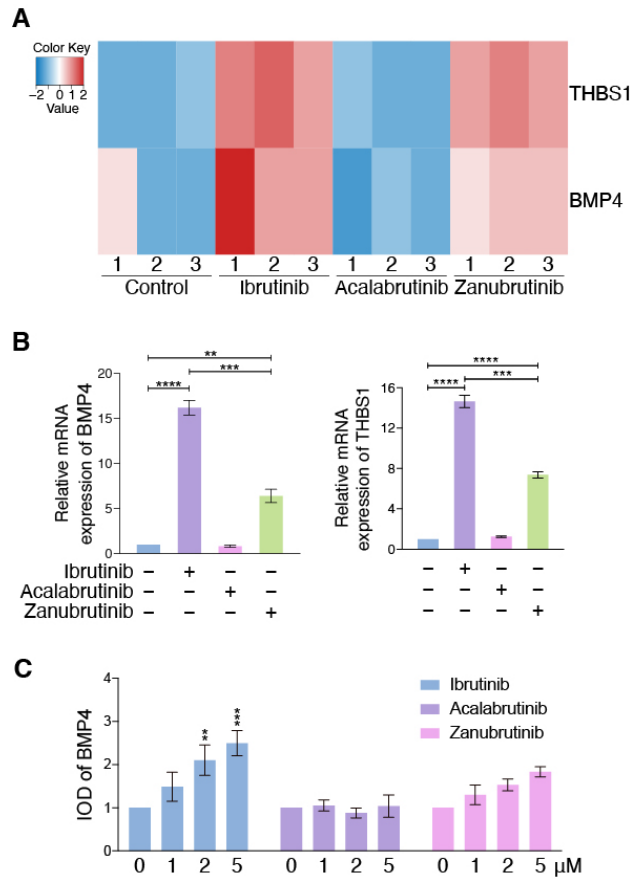 A
Color Key
−2 0 1 2
Value
THBS1
BMP4
1 2 3 1 2 3 1 2 3 1 2 3
Control Ibrutinib Acalabrutinib Zanubrutinib
B
Relative mRNA
expression of BMP4
20
15
10
5
0
**
***
****
Relative mRNA
expression of THBS1
16
12
8
4
0
****
***
****
Ibrutinib − + − − − + − −
Acalabrutinib − − + − − − + −
Zanubrutinib − − − + − − − +
C
IOD of BMP4
4
3
2
1
0
**
***
Ibrutinib
Acalabrutinib
Zanubrutinib
0 1 2 5 0 1 2 5 0 1 2 5 µM